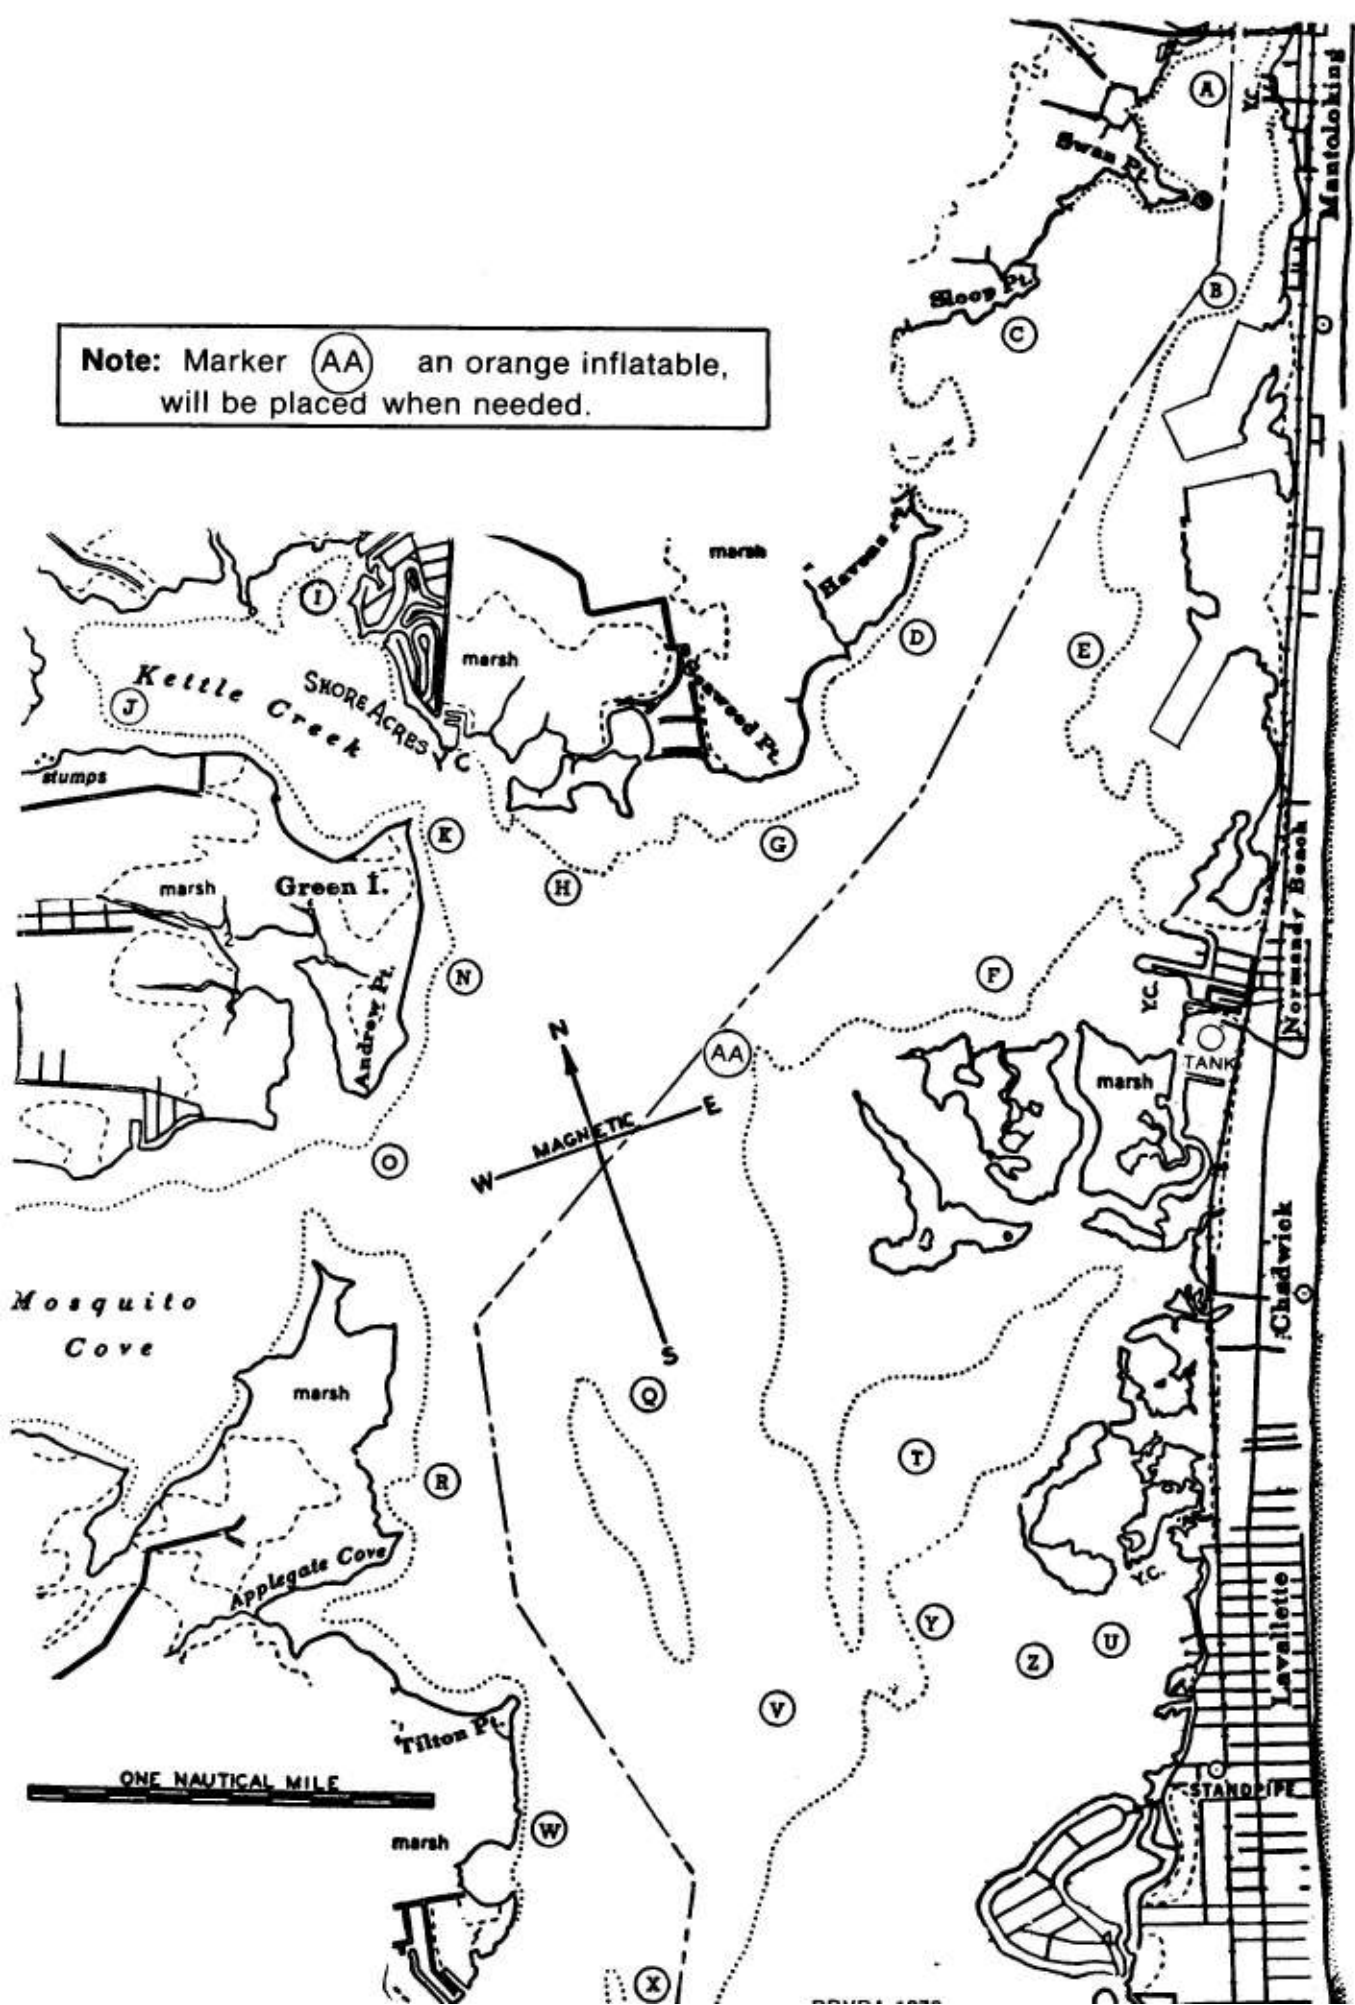 A
Y.C.
Mantoloking
Swan Pt.
B
Sloop Pt.
C
Note: Marker AA an orange inflatable,
will be placed when needed.
marsh
Havens
I
D
E
marsh
Kettle
Creek
SHORE ACRES
Y C
J
Seawood Pt.
stumps
K
G
Normandy Beach
marsh
Green I.
H
N
F
Andrew Pt.
Y.C.
AA
TANK
marsh
N
W
MAGNETIC
E
S
O
Chadwick
Mosquito
Cove
marsh
Q
R
T
Applegate Cove
Y.C.
Lavallette
Y
Z
U
V
Tilton Pt.
ONE NAUTICAL MILE
STANDPIPE
marsh
W
X